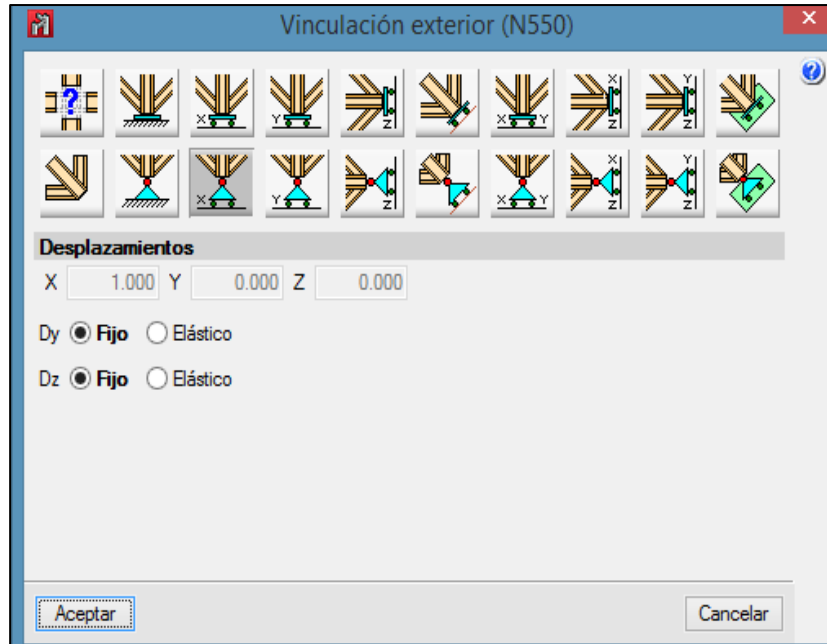 Vinculación exterior (N550)
?
X Y Z X Y X Z Y Z
X Y Z X Y X Z Y Z
Desplazamientos
X 1.000 Y 0.000 Z 0.000
Dy Fijo Elástico
Dz Fijo Elástico
Aceptar Cancelar